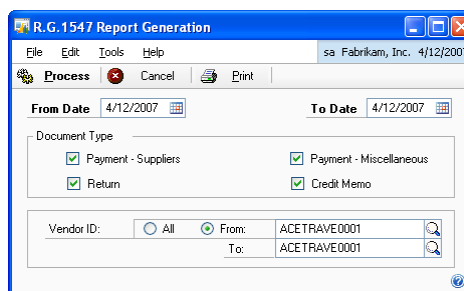 R.G.1547 Report Generation
File Edit Tools Help sa Fabrikam, Inc. 4/12/2007
Process Cancel Print
From Date 4/12/2007 To Date 4/12/2007
Document Type
Payment - Suppliers Payment - Miscellaneous
Return Credit Memo
Vendor ID: All From: ACETRAVE0001
To: ACETRAVE0001